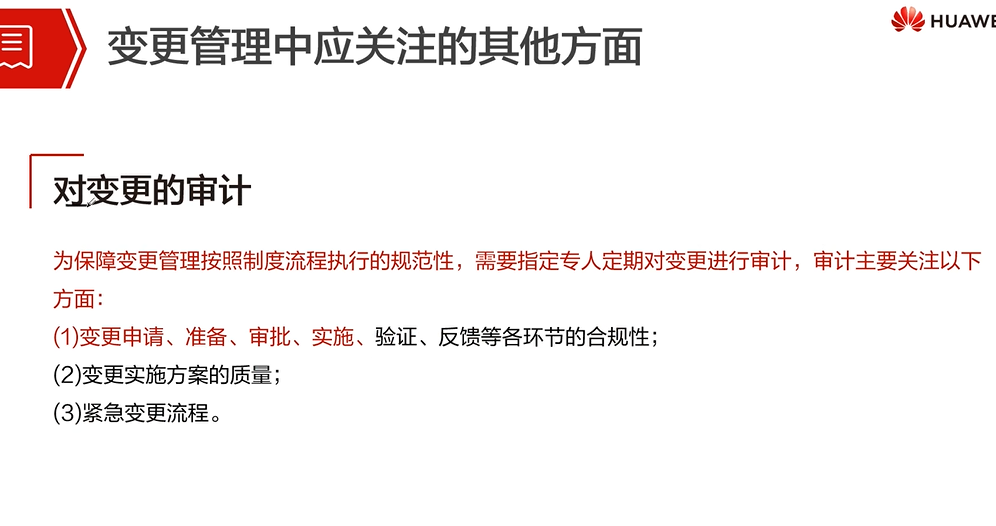 变更管理中应关注的其他方面
HUAWE
对变更的审计
为保障变更管理按照制度流程执行的规范性，需要指定专人定期对变更进行审计，审计主要关注以下
方面：
(1)变更申请、准备、审批、实施、验证、反馈等各环节的合规性；
(2)变更实施方案的质量；
(3)紧急变更流程。